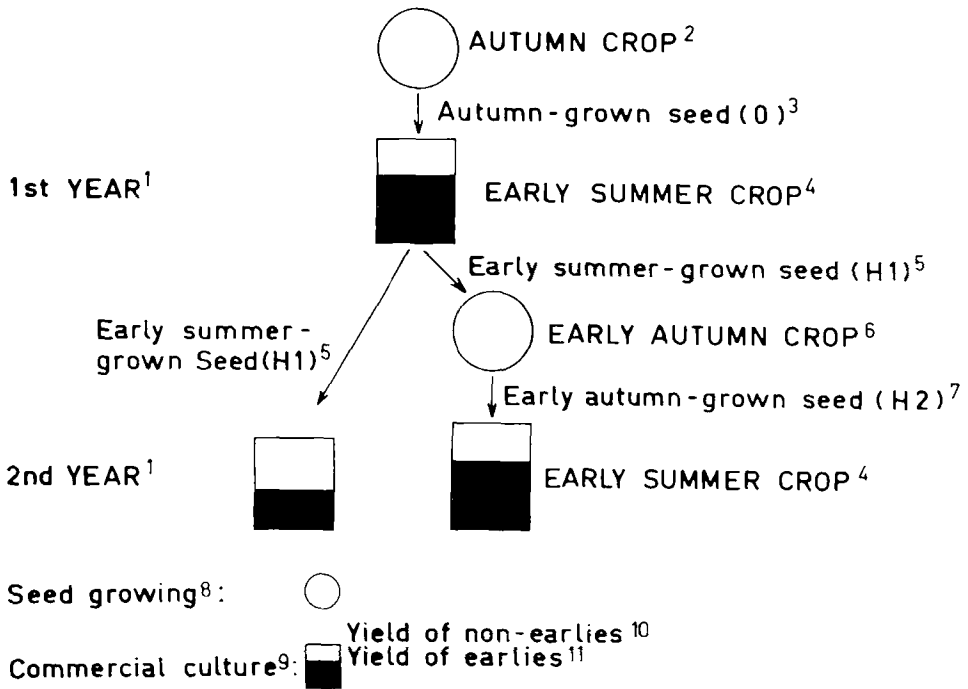 AUTUMN CROP²
Autumn-grown seed (O)³
1st YEAR¹
EARLY SUMMER CROP⁴
Early summer-grown seed (H1)⁵
Early summer-
grown Seed(H1)⁵
EARLY AUTUMN CROP⁶
Early autumn-grown seed (H2)⁷
2nd YEAR¹
EARLY SUMMER CROP⁴
Seed growing⁸:
Yield of non-earlies¹⁰
Commercial culture⁹:
Yield of earlies¹¹